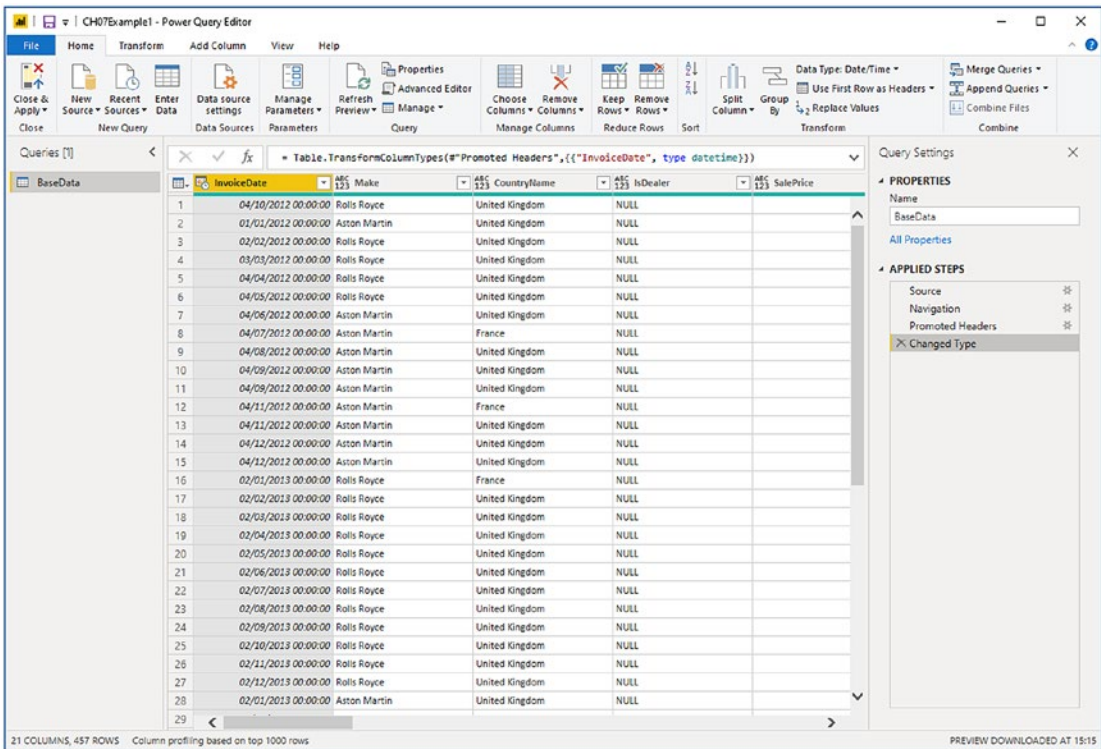 CH07Example1 - Power Query Editor
File Home Transform Add Column View Help
Close & Apply
New Source
Recent Sources
Enter Data
Data source settings
Manage Parameters
Refresh Preview
Properties
Advanced Editor
Manage
Choose Columns
Remove Columns
Keep Rows
Remove Rows
Split Column
Group By
Data Type: Date/Time
Use First Row as Headers
Replace Values
Merge Queries
Append Queries
Combine Files
Close New Query Data Sources Parameters Query Manage Columns Reduce Rows Sort Transform Combine
Queries [1]
BaseData
fx = Table.TransformColumnTypes(#"Promoted Headers",{{"InvoiceDate", type datetime}})
InvoiceDate ABC 123 Make ABC 123 CountryName ABC 123 IsDealer ABC 123 SalePrice
1 04/10/2012 00:00:00 Rolls Royce United Kingdom NULL
2 01/01/2012 00:00:00 Aston Martin United Kingdom NULL
3 02/02/2012 00:00:00 Rolls Royce United Kingdom NULL
4 03/03/2012 00:00:00 Rolls Royce United Kingdom NULL
5 04/04/2012 00:00:00 Rolls Royce United Kingdom NULL
6 04/05/2012 00:00:00 Rolls Royce United Kingdom NULL
7 04/06/2012 00:00:00 Aston Martin United Kingdom NULL
8 04/07/2012 00:00:00 Aston Martin France NULL
9 04/08/2012 00:00:00 Aston Martin United Kingdom NULL
10 04/09/2012 00:00:00 Aston Martin United Kingdom NULL
11 04/09/2012 00:00:00 Aston Martin United Kingdom NULL
12 04/11/2012 00:00:00 Aston Martin France NULL
13 04/11/2012 00:00:00 Aston Martin United Kingdom NULL
14 04/12/2012 00:00:00 Aston Martin United Kingdom NULL
15 04/12/2012 00:00:00 Aston Martin United Kingdom NULL
16 02/01/2013 00:00:00 Rolls Royce France NULL
17 02/02/2013 00:00:00 Rolls Royce United Kingdom NULL
18 02/03/2013 00:00:00 Rolls Royce United Kingdom NULL
19 02/04/2013 00:00:00 Rolls Royce United Kingdom NULL
20 02/05/2013 00:00:00 Rolls Royce United Kingdom NULL
21 02/06/2013 00:00:00 Rolls Royce United Kingdom NULL
22 02/07/2013 00:00:00 Rolls Royce United Kingdom NULL
23 02/08/2013 00:00:00 Rolls Royce United Kingdom NULL
24 02/09/2013 00:00:00 Rolls Royce United Kingdom NULL
25 02/10/2013 00:00:00 Rolls Royce United Kingdom NULL
26 02/11/2013 00:00:00 Rolls Royce United Kingdom NULL
27 02/12/2013 00:00:00 Rolls Royce United Kingdom NULL
28 02/01/2013 00:00:00 Aston Martin United Kingdom NULL
29
Query Settings
PROPERTIES
Name
BaseData
All Properties
APPLIED STEPS
Source
Navigation
Promoted Headers
Changed Type
21 COLUMNS, 457 ROWS Column profiling based on top 1000 rows PREVIEW DOWNLOADED AT 15:15